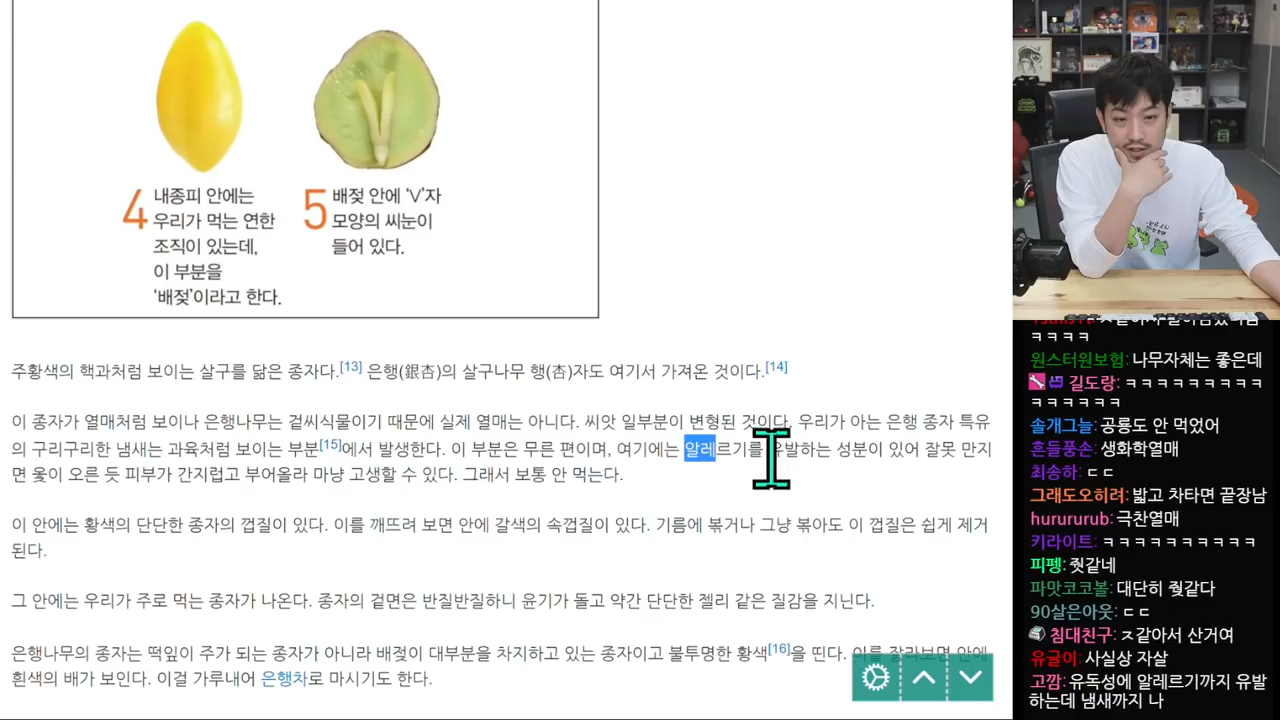 4 내종피 안에는
우리가 먹는 연한
조직이 있는데,
이 부분을
'배젖'이라고 한다.
5 배젖 안에 'V'자
모양의 씨눈이
들어 있다.
주황색의 핵과처럼 보이는 살구를 닮은 종자다.[13] 은행(銀杏)의 살구나무 행(杏)자도 여기서 가져온 것이다.[14]
이 종자가 열매처럼 보이나 은행나무는 겉씨식물이기 때문에 실제 열매는 아니다. 씨앗 일부분이 변형된 것이다. 우리가 아는 은행 종자 특유
의 구리구리한 냄새는 과육처럼 보이는 부분[15]에서 발생한다. 이 부분은 무른 편이며, 여기에는 알레르기를 유발하는 성분이 있어 잘못 만지
면 옻이 오른 듯 피부가 간지럽고 부어올라 마냥 고생할 수 있다. 그래서 보통 안 먹는다.
이 안에는 황색의 단단한 종자의 껍질이 있다. 이를 깨뜨려 보면 안에 갈색의 속껍질이 있다. 기름에 볶거나 그냥 볶아도 이 껍질은 쉽게 제거
된다.
그 안에는 우리가 주로 먹는 종자가 나온다. 종자의 겉면은 반질반질하니 윤기가 돌고 약간 단단한 젤리 같은 질감을 지닌다.
은행나무의 종자는 떡잎이 주가 되는 종자가 아니라 배젖이 대부분을 차지하고 있는 종자이고 불투명한 황색[16]을 띤다. 이를 잘라보면 안에
흰색의 배가 보인다. 이걸 가루내어 은행차로 마시기도 한다.
ㅋㅋㅋㅋ
원스터원보험: 나무자체는 좋은데
길도랑: ㅋㅋㅋㅋㅋㅋㅋㅋㅋ
ㅋㅋㅋㅋㅋㅋ
솔개그늘: 공룡도 안 먹었어
흔들풍손: 생화학열매
최송하: ㄷㄷ
그래도오히려: 밟고 차타면 끝장남
hurururub: 극찬열매
키라이트: ㅋㅋㅋㅋㅋㅋㅋㅋㅋㅋ
피펭: 줫같네
파맛코코볼: 대단히 줮같다
90살은아웃: ㄷㄷ
침대친구: ㅈ같아서 산거여
유글이: 사실상 자살
고깜: 유독성에 알레르기까지 유발
하는데 냄새까지 나